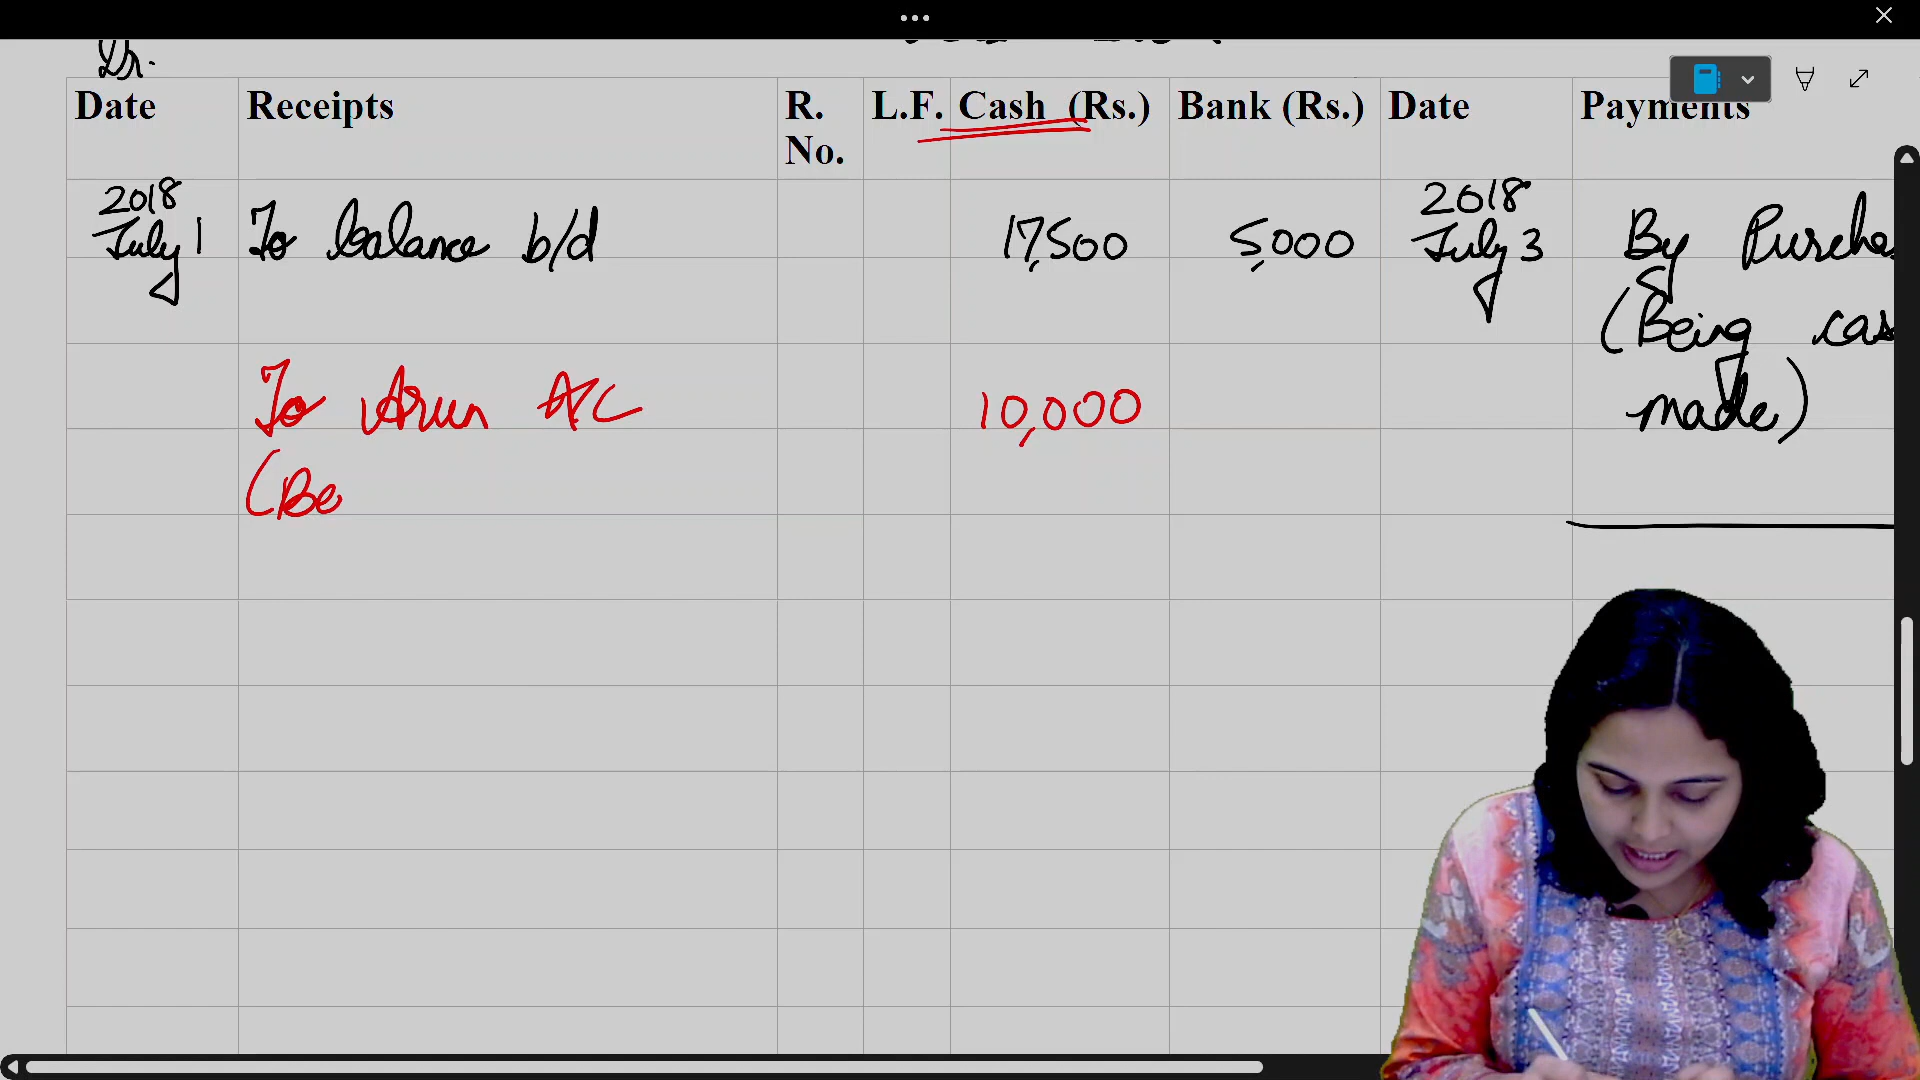 Dr.
Date Receipts R. No. L.F. Cash (Rs.) Bank (Rs.) Date Payments
2018 2018
July 1 To balance b/d 17,500 5,000 July 3 By Purcha
(Being cas
To Arun A/C 10,000 made)
(Be